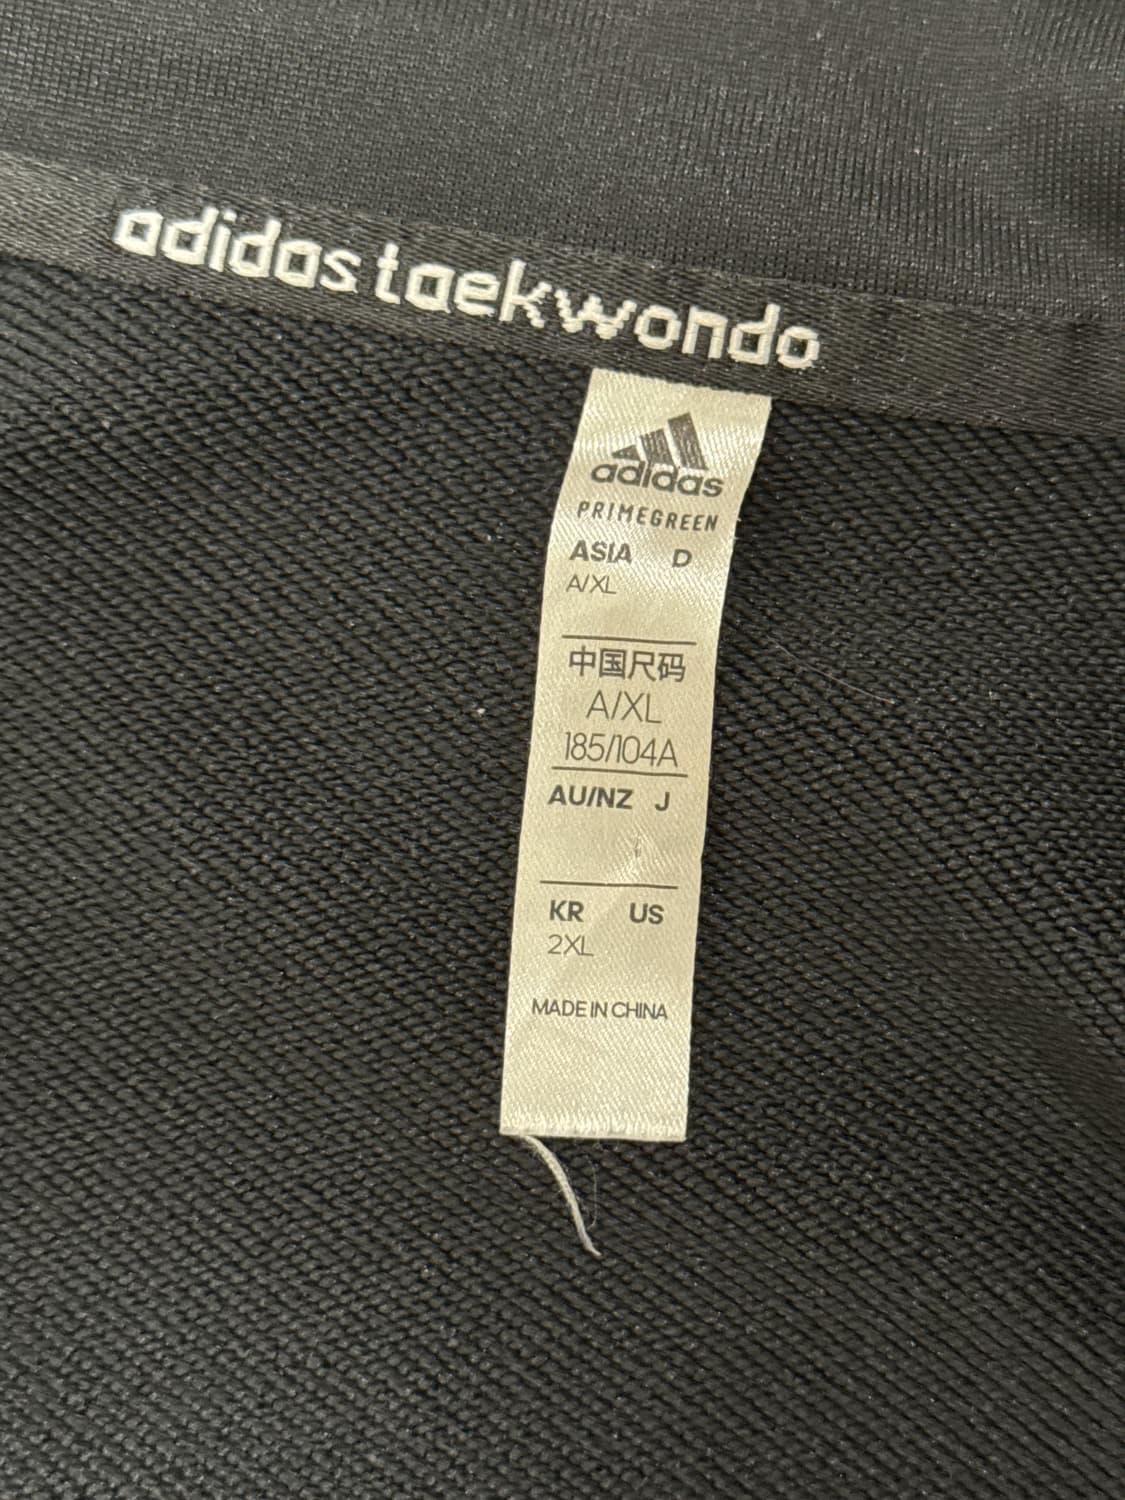 adidas taekwondo
adidas
PRIMEGREEN
ASIA D
A/XL
中国尺码
A/XL
185/104A
AU/NZ J
KR US
2XL
MADE IN CHINA